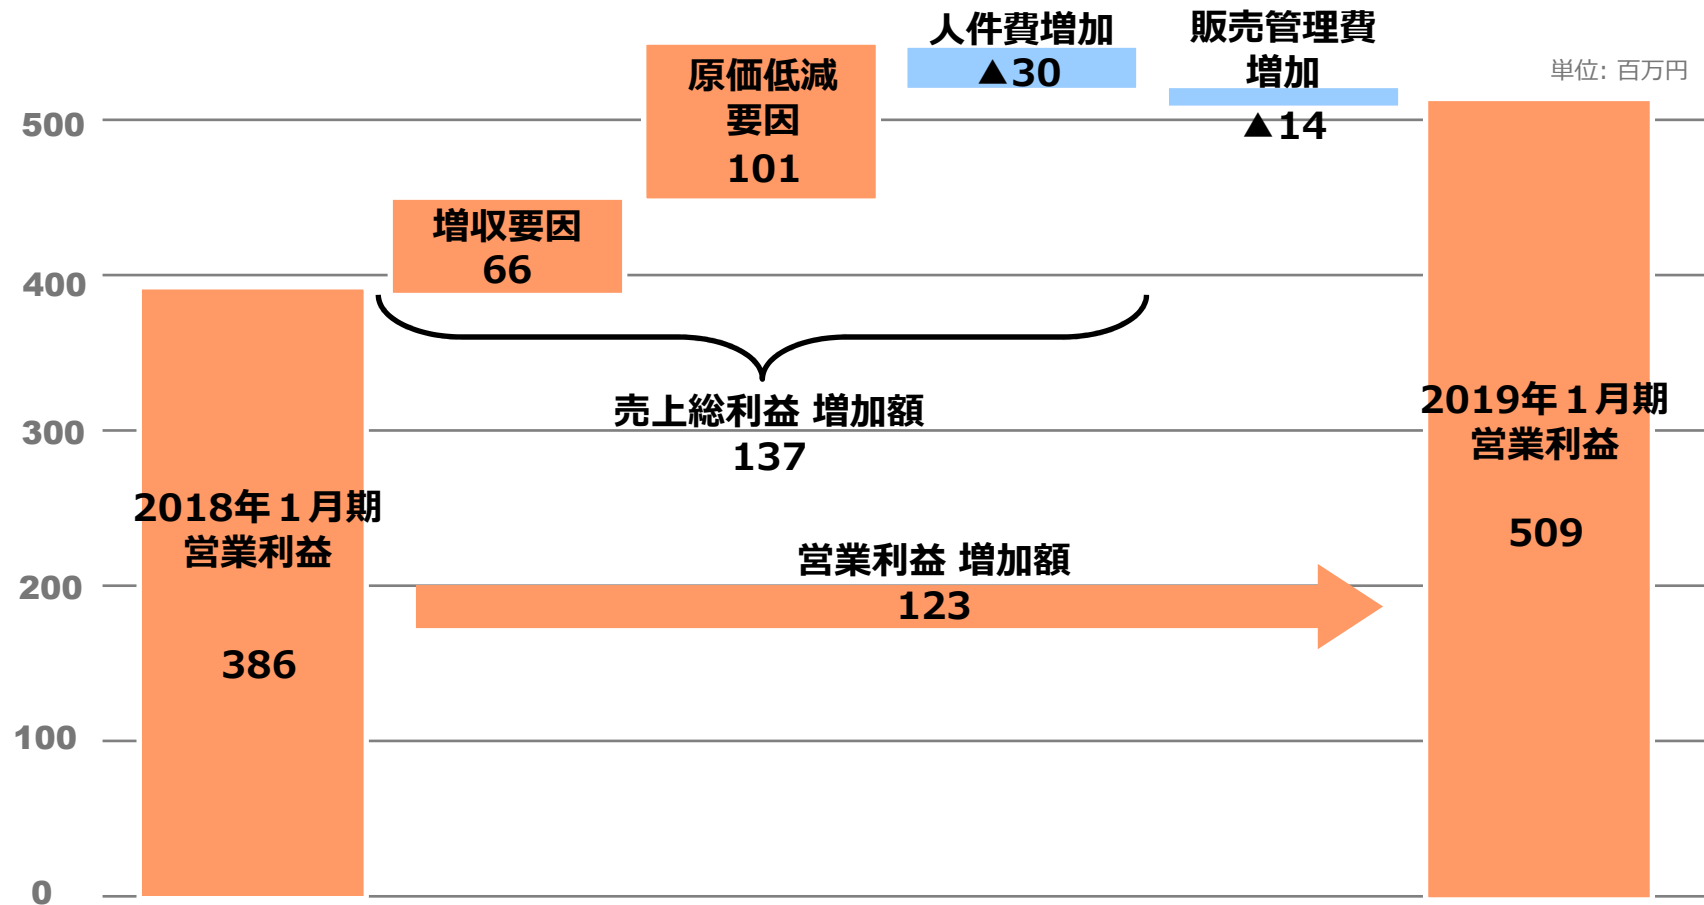 人件費増加
▲30
販売管理費
増加
▲14
単位: 百万円
原価低減
要因
101
増収要因
66
500
400
300
200
100
0
売上総利益 増加額
137
2018年１月期
営業利益
386
営業利益 増加額
123
2019年１月期
営業利益
509